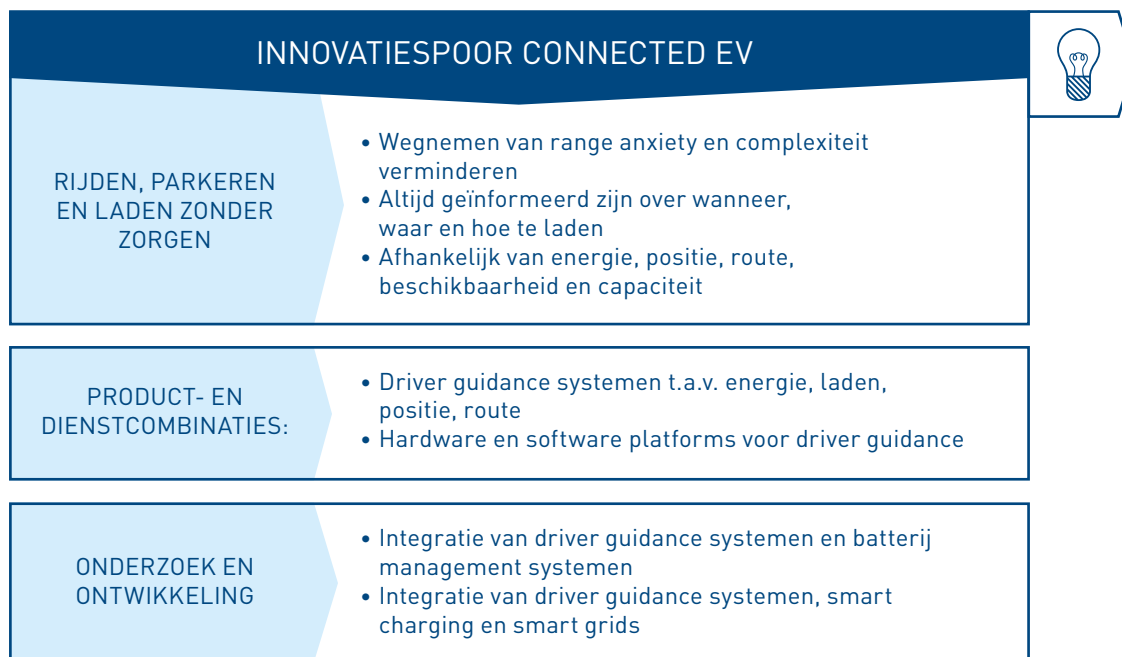 INNOVATIESPOOR CONNECTED EV
RIJDEN, PARKEREN
EN LADEN ZONDER
ZORGEN
• Wegnemen van range anxiety en complexiteit
verminderen
• Altijd geïnformeerd zijn over wanneer,
waar en hoe te laden
• Afhankelijk van energie, positie, route,
beschikbaarheid en capaciteit
PRODUCT- EN
DIENSTCOMBINATIES:
• Driver guidance systemen t.a.v. energie, laden,
positie, route
• Hardware en software platforms voor driver guidance
ONDERZOEK EN
ONTWIKKELING
• Integratie van driver guidance systemen en batterij
management systemen
• Integratie van driver guidance systemen, smart
charging en smart grids